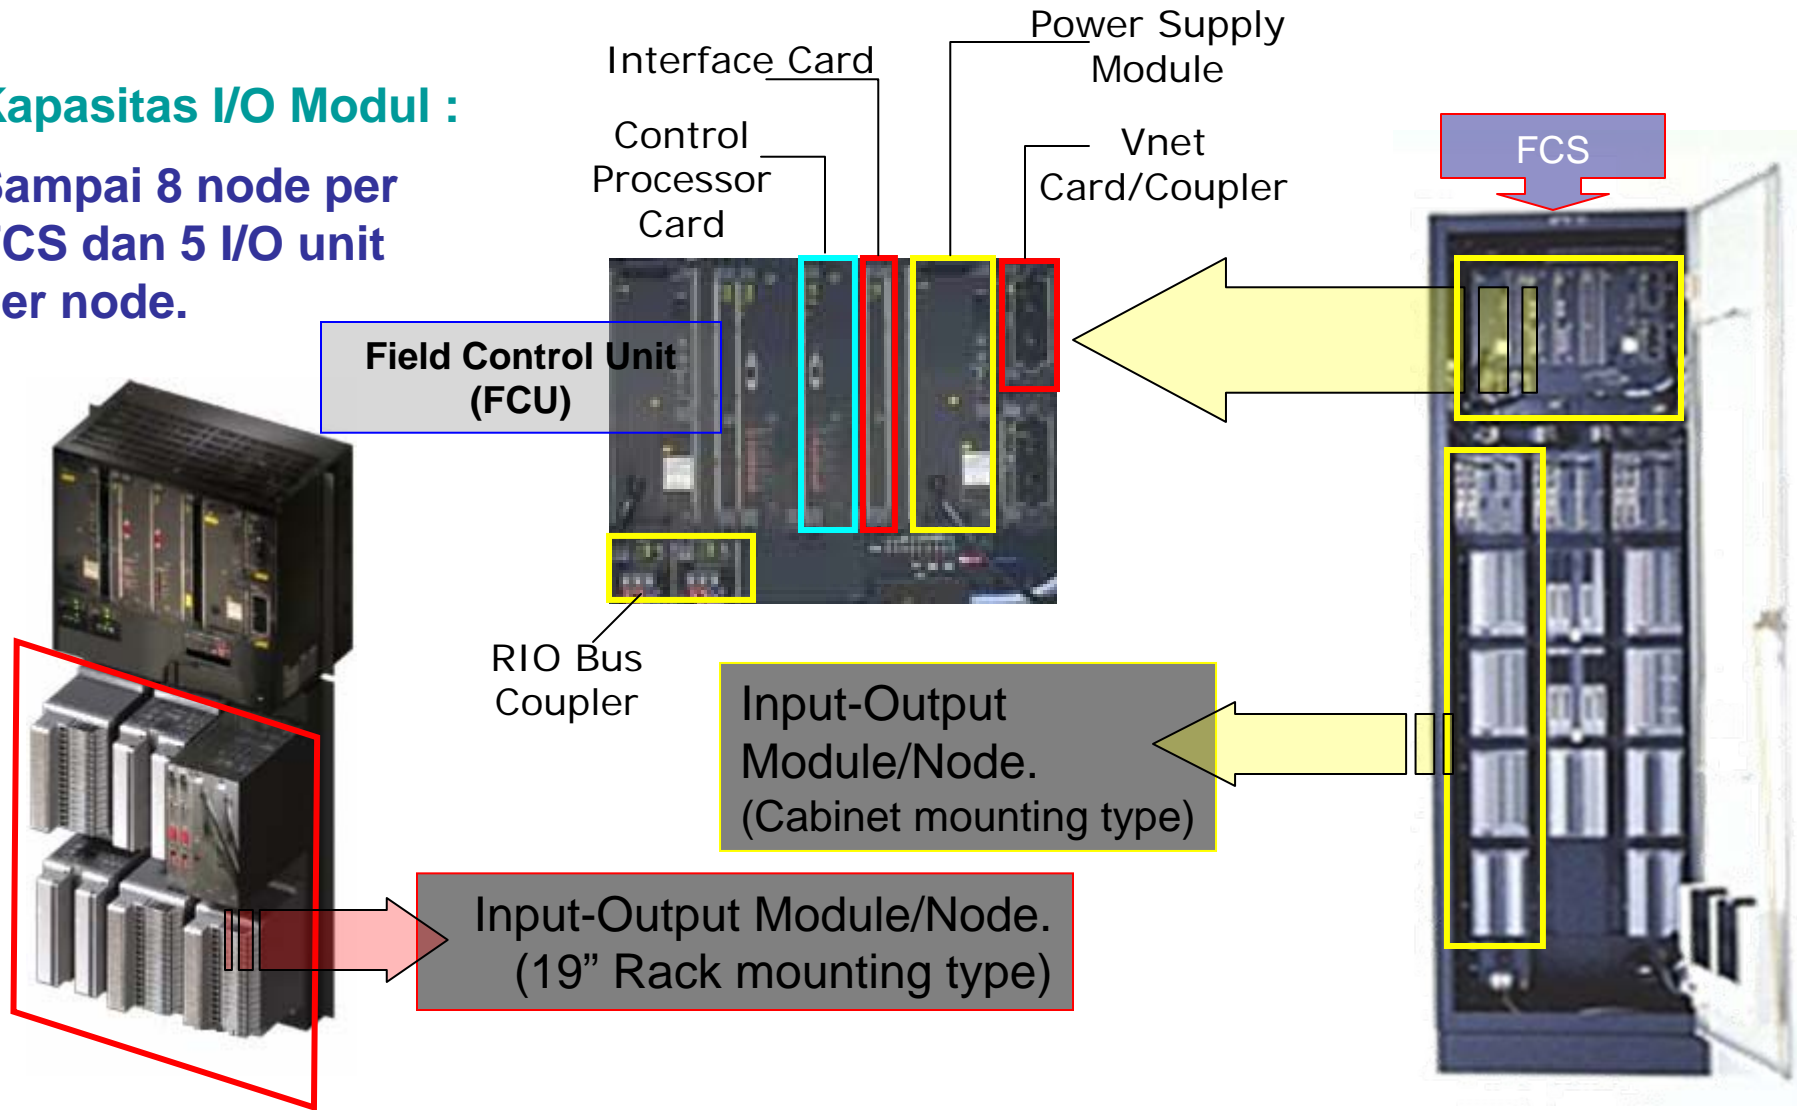 Kapasitas I/O Modul :
Sampai 8 node per
FCS dan 5 I/O unit
per node.
Interface Card
Control
Processor
Card
Power Supply
Module
Vnet
Card/Coupler
FCS
Field Control Unit
(FCU)
RIO Bus
Coupler
Input-Output
Module/Node.
(Cabinet mounting type)
Input-Output Module/Node.
(19” Rack mounting type)